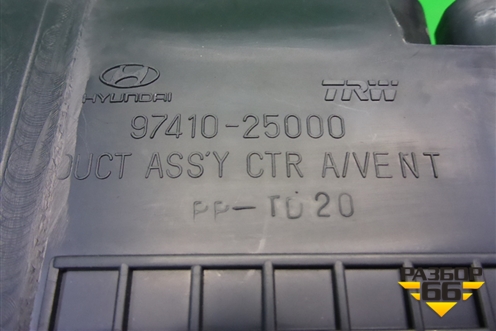 HYUNDAI TRW
97410-25000
DUCT ASS'Y CTR A/VENT
PP-TD20
РАЗБОР
66